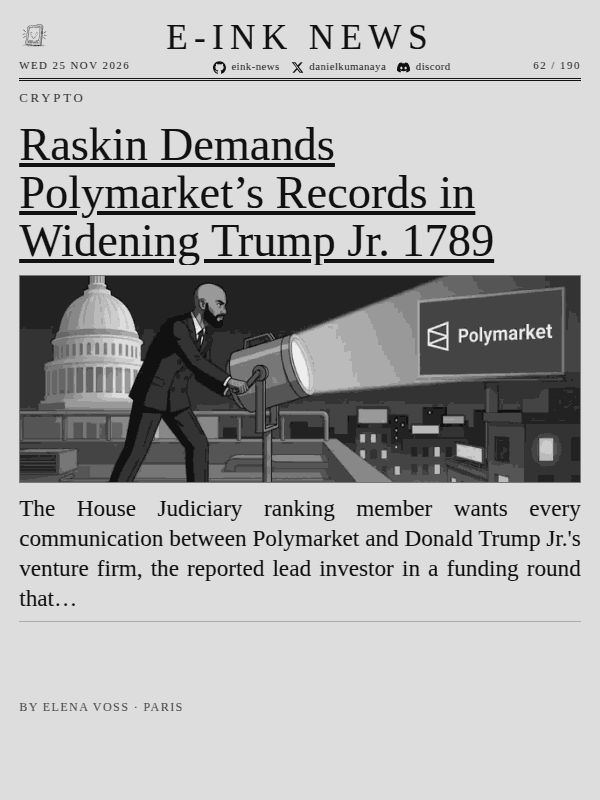 E-INK NEWS
WED 25 NOV 2026
eink-news
danielkumanaya
discord
62 / 190
CRYPTO
Raskin Demands
Polymarket’s Records in
Widening Trump Jr. 1789
Polymarket
The House Judiciary ranking member wants every
communication between Polymarket and Donald Trump Jr.'s
venture firm, the reported lead investor in a funding round
that…
BY ELENA VOSS · PARIS